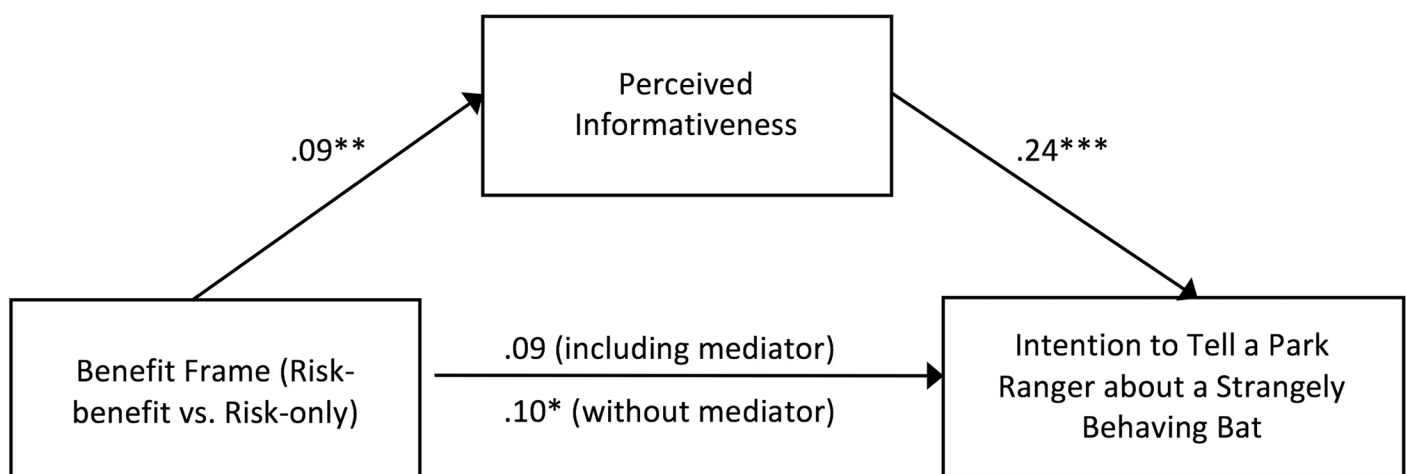 Perceived
Informativeness
.09**
.24***
Benefit Frame (Risk-
benefit vs. Risk-only)
.09 (including mediator)
.10* (without mediator)
Intention to Tell a Park
Ranger about a Strangely
Behaving Bat